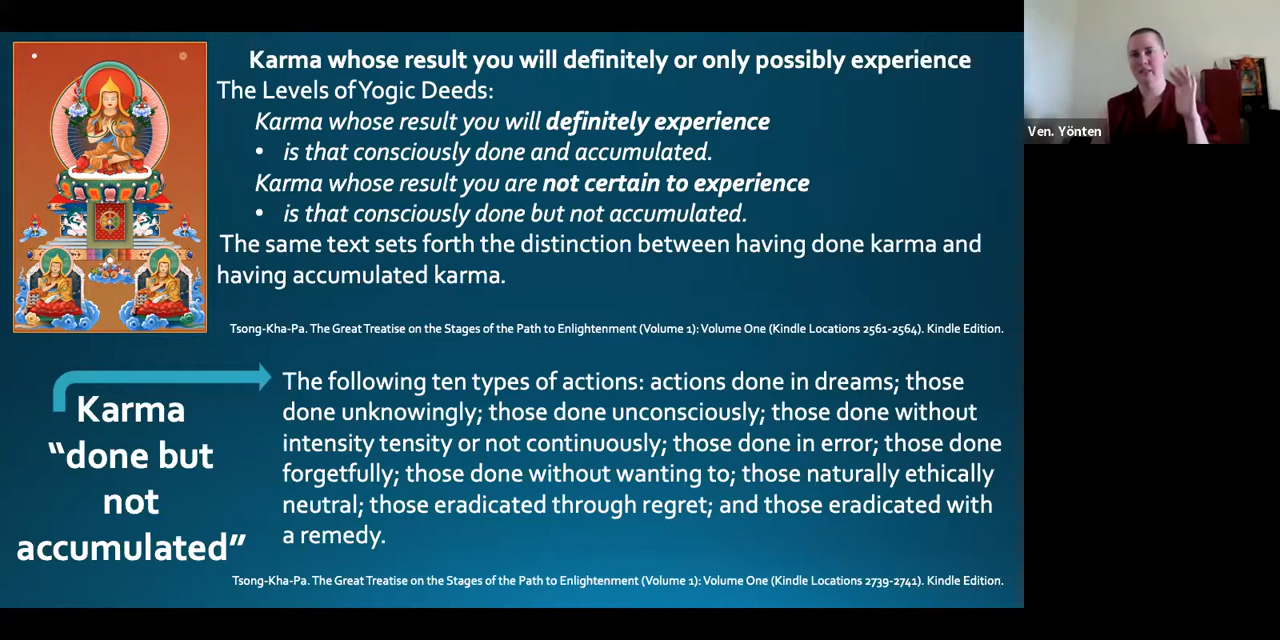 Karma whose result you will definitely or only possibly experience
The Levels of Yogic Deeds:
Karma whose result you will definitely experience
• is that consciously done and accumulated.
Karma whose result you are not certain to experience
• is that consciously done but not accumulated.
The same text sets forth the distinction between having done karma and
having accumulated karma.
Tsong-Kha-Pa. The Great Treatise on the Stages of the Path to Enlightenment (Volume 1): Volume One (Kindle Locations 2561-2564). Kindle Edition.
Karma
“done but
not
accumulated”
The following ten types of actions: actions done in dreams; those
done unknowingly; those done unconsciously; those done without
intensity tensity or not continuously; those done in error; those done
forgetfully; those done without wanting to; those naturally ethically
neutral; those eradicated through regret; and those eradicated with
a remedy.
Tsong-Kha-Pa. The Great Treatise on the Stages of the Path to Enlightenment (Volume 1): Volume One (Kindle Locations 2739-2741). Kindle Edition.
Ven. Yönten